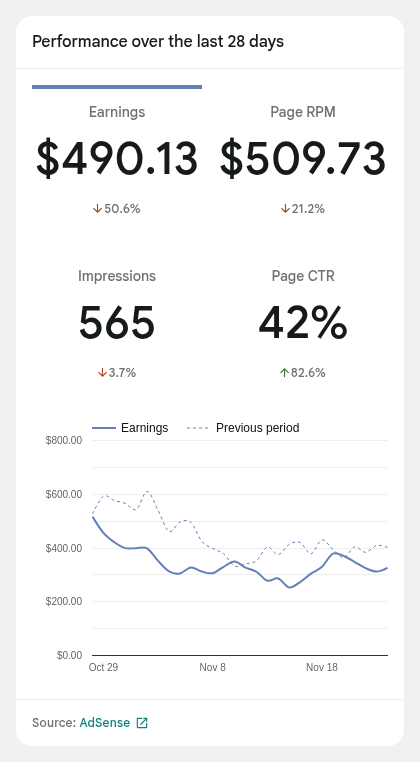 Performance over the last 28 days
Earnings Page RPM
$490.13 $509.73
50.6% 21.2%
Impressions Page CTR
565 42%
3.7% 82.6%
Earnings Previous period
$800.00
$600.00
$400.00
$200.00
$0.00
Oct 29 Nov 8 Nov 18
Source: AdSense